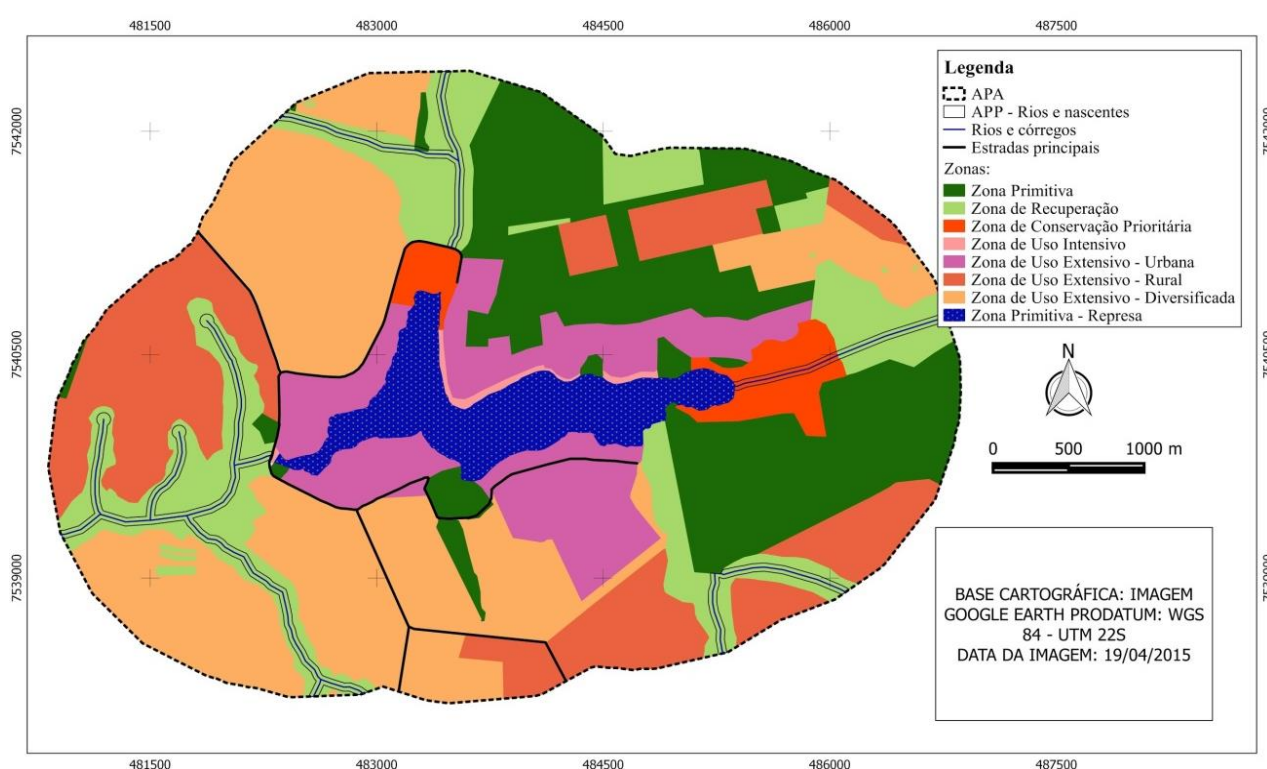 481500 483000 484500 486000 487500
7542000
7540500
7539000
Legenda
APA
APP - Rios e nascentes
Rios e córregos
Estradas principais
Zonas:
Zona Primitiva
Zona de Recuperação
Zona de Conservação Prioritária
Zona de Uso Intensivo
Zona de Uso Extensivo - Urbana
Zona de Uso Extensivo - Rural
Zona de Uso Extensivo - Diversificada
Zona Primitiva - Represa
7542000
7540500
N
0 500 1000 m
7539000
BASE CARTOGRÁFICA: IMAGEM
GOOGLE EARTH PRODATUM: WGS
84 - UTM 22S
DATA DA IMAGEM: 19/04/2015
481500 483000 484500 486000 487500